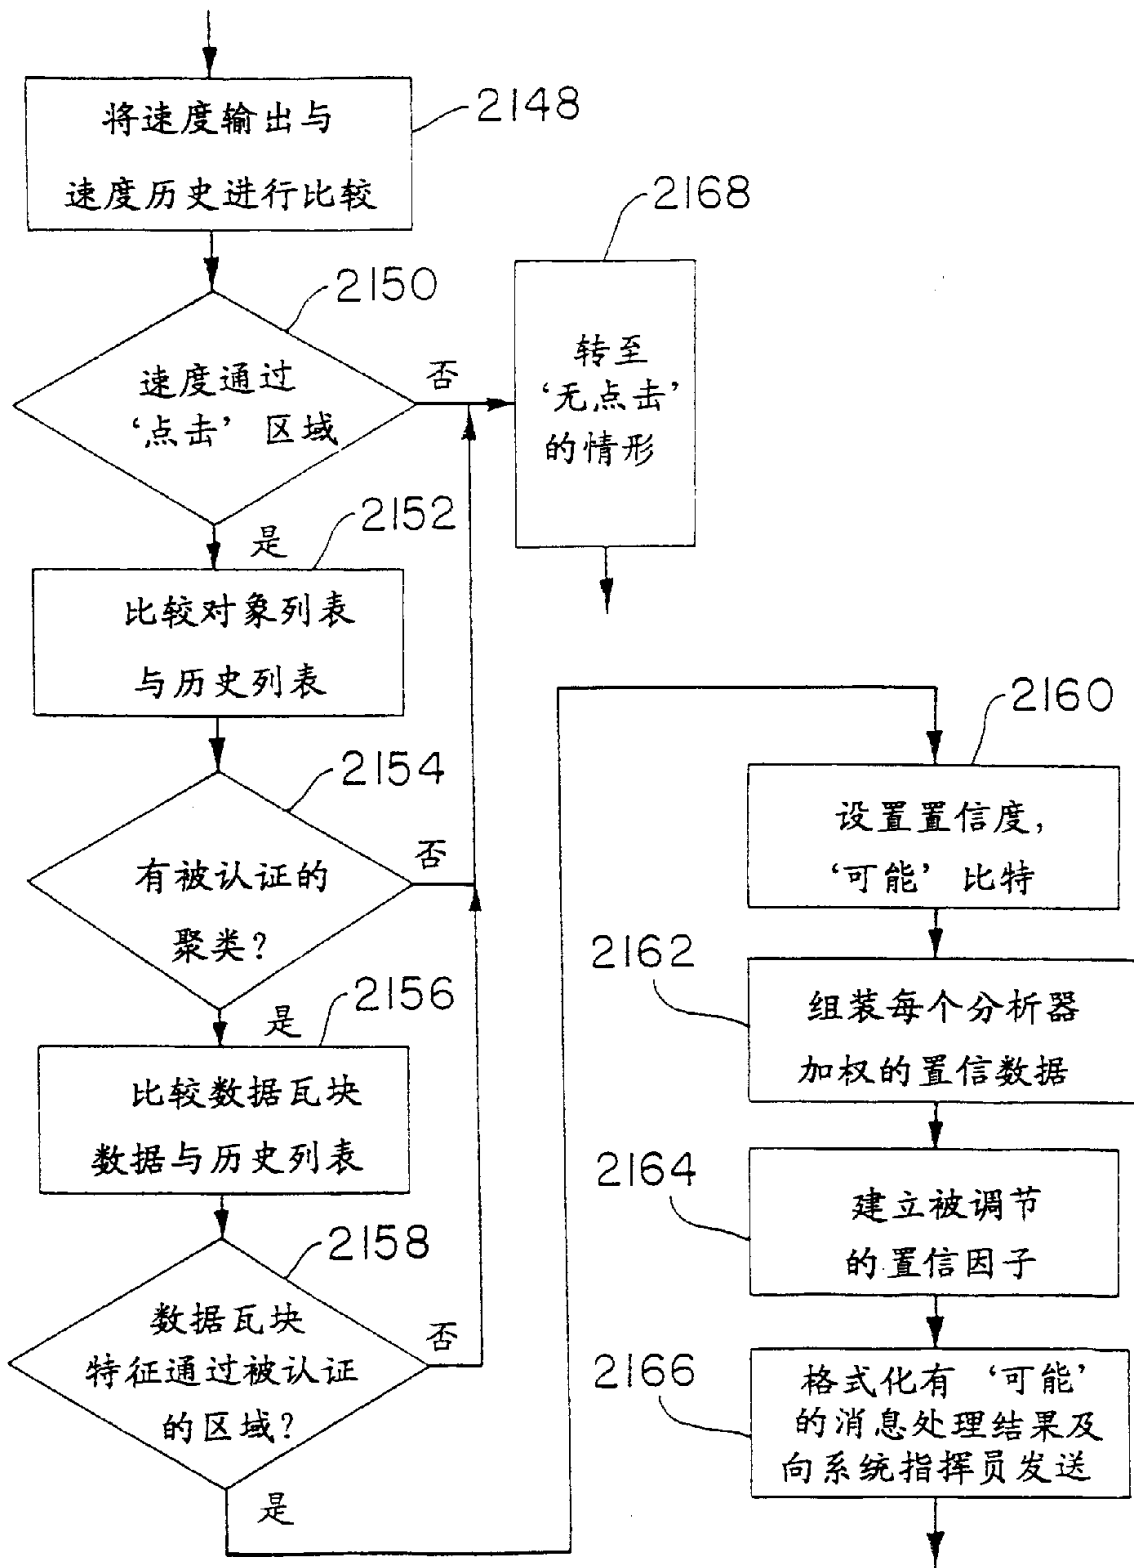 将速度输出与
速度历史进行比较
2148
2168
2150
速度通过
‘点击’ 区域
否
转至
‘无点击’
的情形
是
2152
比较对象列表
与历史列表
2154
有被认证的
聚类？
否
是
2156
比较数据瓦块
数据与历史列表
2158
数据瓦块
特征通过被认证
的区域？
否
是
2160
设置置信度，
‘可能’ 比特
2162
组装每个分析器
加权的置信数据
2164
建立被调节
的置信因子
2166
格式化有 ‘可能’
的消息处理结果及
向系统指挥员发送